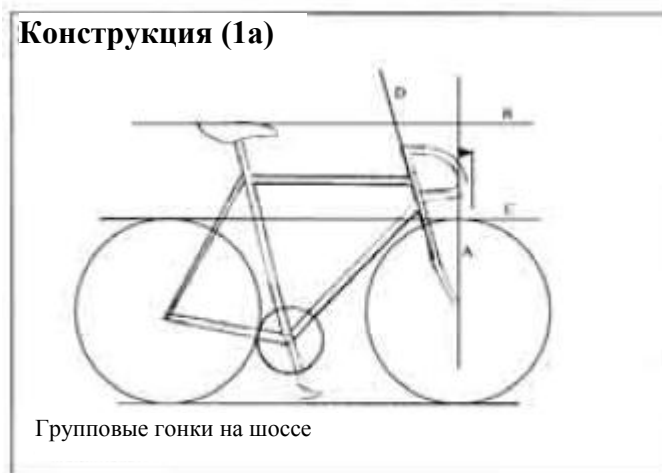 Конструкция (1а)
D
B
C
A
Групповые гонки на шоссе